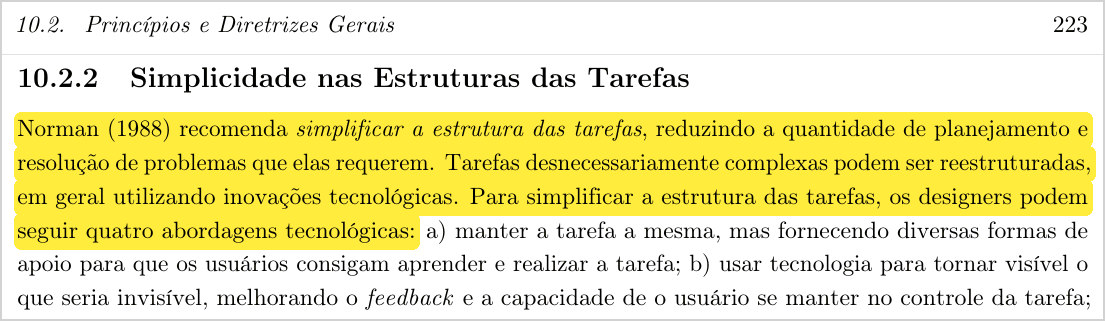 10.2. Princípios e Diretrizes Gerais 223
10.2.2 Simplicidade nas Estruturas das Tarefas
Norman (1988) recomenda simplificar a estrutura das tarefas, reduzindo a quantidade de planejamento e
resolução de problemas que elas requerem. Tarefas desnecessariamente complexas podem ser reestruturadas,
em geral utilizando inovações tecnológicas. Para simplificar a estrutura das tarefas, os designers podem
seguir quatro abordagens tecnológicas: a) manter a tarefa a mesma, mas fornecendo diversas formas de
apoio para que os usuários consigam aprender e realizar a tarefa; b) usar tecnologia para tornar visível o
que seria invisível, melhorando o feedback e a capacidade de o usuário se manter no controle da tarefa;